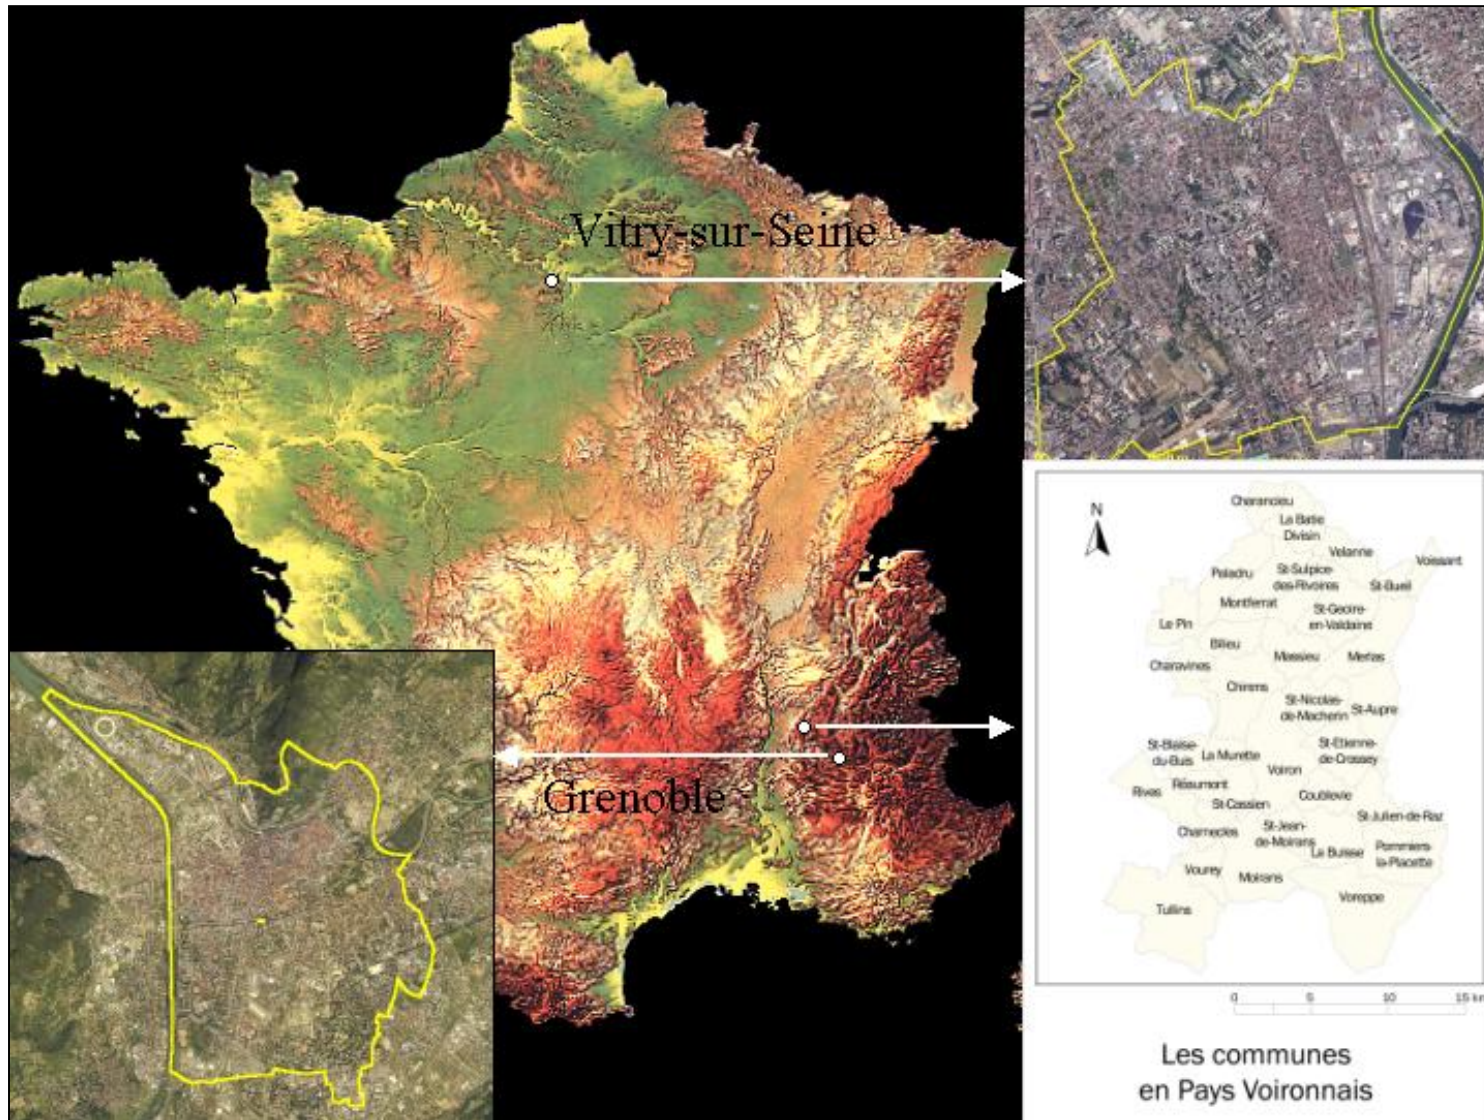 Vitry-sur-Seine
Grenoble
N
Charancieu
La Batie
Divisin
Velanne
Voissant
Paladru
St-Sulpice-
des-Rivoires
St-Bueil
Montferrat
St-Geoire-
en-Valdaine
Le Pin
Bilieu
Massieu
Merlas
Charavines
Chirens
St-Nicolas-
de-Macherin
St-Aupre
St-Blaise-
du-Buis
La Murette
St-Etienne-
de-Crossey
Voiron
Rives
Réaumont
Coublevie
St-Cassien
St-Julien-de-Raz
Charnecles
St-Jean-
de-Moirans
La Buisse
Pommiers-
la-Placette
Vourey
Moirans
Voreppe
Tullins
0 5 10 15 km
Les communes
en Pays Voironnais